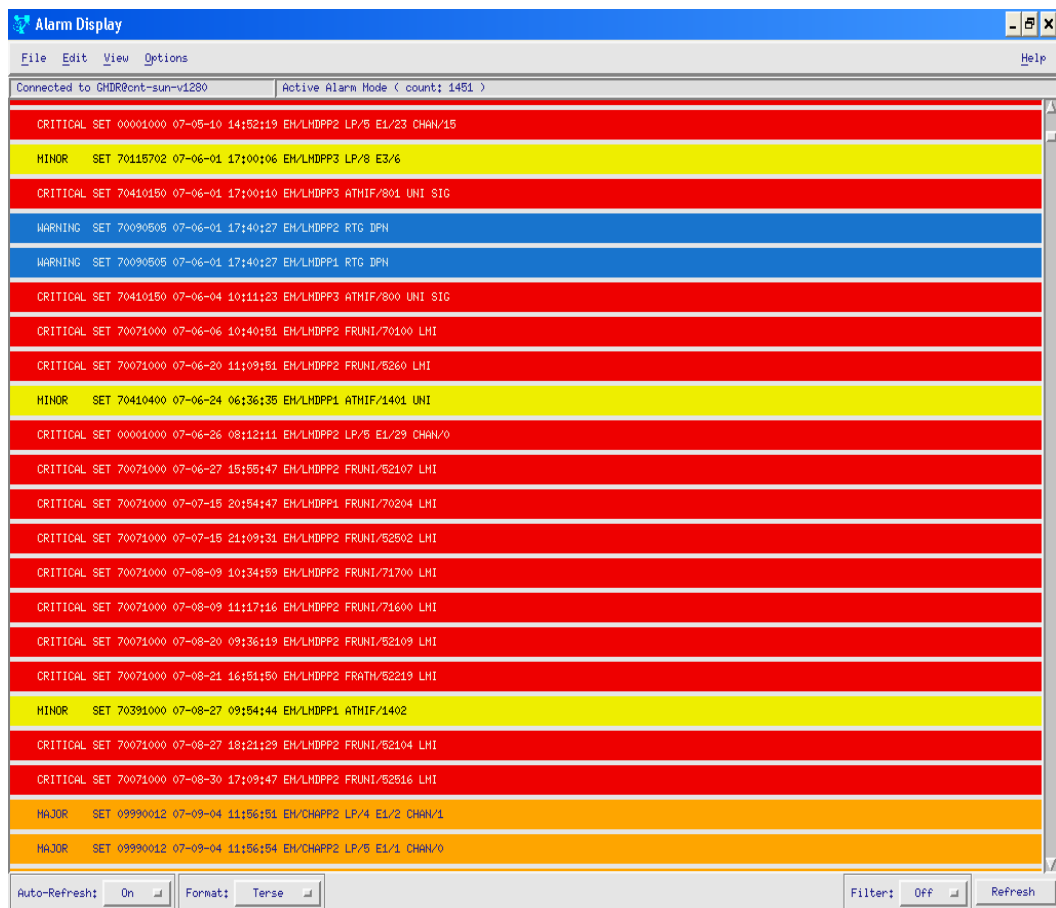 Alarm Display
File Edit View Options Help
Connected to GMDR@cnt-sun-v1280 Active Alarm Mode ( count: 1451 )
CRITICAL SET 00001000 07-05-10 14:52:19 EM/LMDPP2 LP/5 E1/23 CHAN/15
MINOR SET 70115702 07-06-01 17:00:06 EM/LMDPP3 LP/8 E3/6
CRITICAL SET 70410150 07-06-01 17:00:10 EM/LMDPP3 ATMIF/801 UNI SIG
WARNING SET 70090505 07-06-01 17:40:27 EM/LMDPP2 RTG DPN
WARNING SET 70090505 07-06-01 17:40:27 EM/LMDPP1 RTG DPN
CRITICAL SET 70410150 07-06-04 10:11:23 EM/LMDPP3 ATMIF/800 UNI SIG
CRITICAL SET 70071000 07-06-06 10:40:51 EM/LMDPP2 FRUNI/70100 LMI
CRITICAL SET 70071000 07-06-20 11:09:51 EM/LMDPP2 FRUNI/5260 LMI
MINOR SET 70410400 07-06-24 06:36:35 EM/LMDPP1 ATMIF/1401 UNI
CRITICAL SET 00001000 07-06-26 08:12:11 EM/LMDPP2 LP/5 E1/29 CHAN/0
CRITICAL SET 70071000 07-06-27 15:55:47 EM/LMDPP2 FRUNI/52107 LMI
CRITICAL SET 70071000 07-07-15 20:54:47 EM/LMDPP1 FRUNI/70204 LMI
CRITICAL SET 70071000 07-07-15 21:09:31 EM/LMDPP2 FRUNI/52502 LMI
CRITICAL SET 70071000 07-08-09 10:34:59 EM/LMDPP2 FRUNI/71700 LMI
CRITICAL SET 70071000 07-08-09 11:17:16 EM/LMDPP2 FRUNI/71600 LMI
CRITICAL SET 70071000 07-08-20 09:36:19 EM/LMDPP2 FRUNI/52109 LMI
CRITICAL SET 70071000 07-08-21 16:51:50 EM/LMDPP2 FRATM/52219 LMI
MINOR SET 70391000 07-08-27 09:54:44 EM/LMDPP1 ATMIF/1402
CRITICAL SET 70071000 07-08-27 18:21:29 EM/LMDPP2 FRUNI/52104 LMI
CRITICAL SET 70071000 07-08-30 17:09:47 EM/LMDPP2 FRUNI/52516 LMI
MAJOR SET 09990012 07-09-04 11:56:51 EM/CHAPP2 LP/4 E1/2 CHAN/1
MAJOR SET 09990012 07-09-04 11:56:54 EM/CHAPP2 LP/5 E1/1 CHAN/0
Auto-Refresh: On Format: Terse Filter: Off Refresh